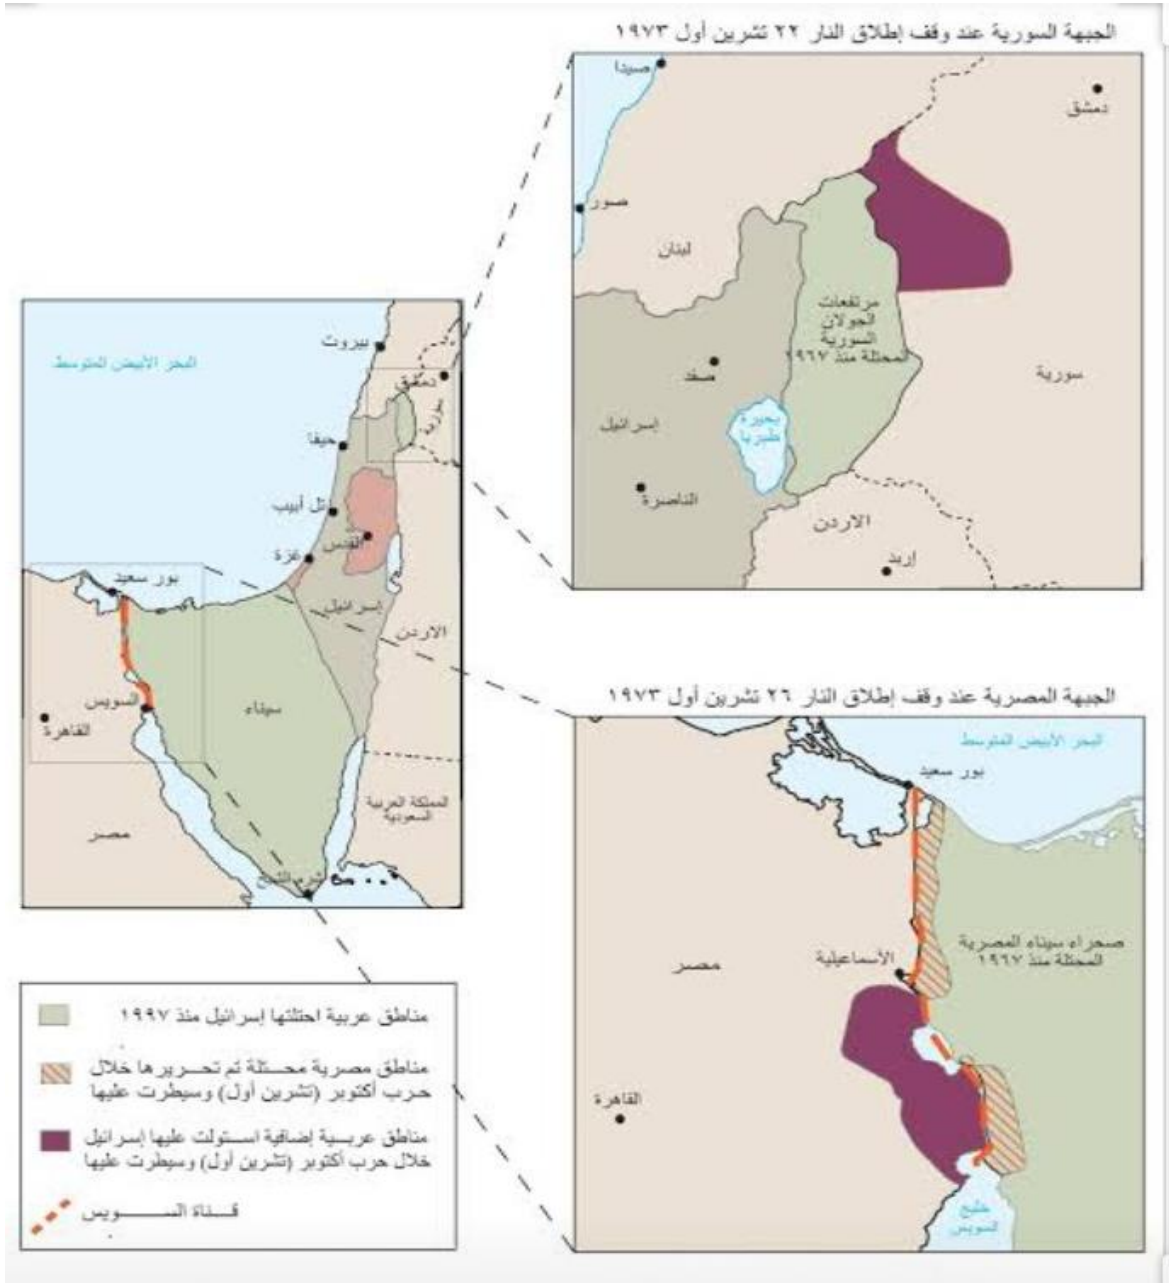 الجبهة السورية عند وقف إطلاق النار ٢٢ تشرين أول ١٩٧٣
صيدا
دمشق
صور
لبنان
مرتفعات
الجولان
السورية
المحتلة منذ ١٩٦٧
صفد
سورية
بحيرة
طبريا
إسرائيل
الناصرة
الاردن
إربد
البحر الأبيض المتوسط
بيروت
دمشق
سورية
حيفا
تل أبيب
القدس
غزة
بور سعيد
إسرائيل
الاردن
السويس
سيناء
القاهرة
المملكة العربية
السعودية
مصر
شرم الشيخ
الجبهة المصرية عند وقف إطلاق النار ٢٦ تشرين أول ١٩٧٣
البحر الأبيض المتوسط
بور سعيد
صحراء سيناء المصرية
المحتلة منذ ١٩٦٧
الأسماعيلية
مصر
القاهرة
خليج
السويس
مناطق عربية احتلتها إسرائيل منذ ١٩٩٧
مناطق مصرية محتلة تم تحريرها خلال
حرب أكتوبر (تشرين أول) وسيطرت عليها
مناطق عربية إضافية استولت عليها إسرائيل
خلال حرب أكتوبر (تشرين أول) وسيطرت عليها
قناة السويس